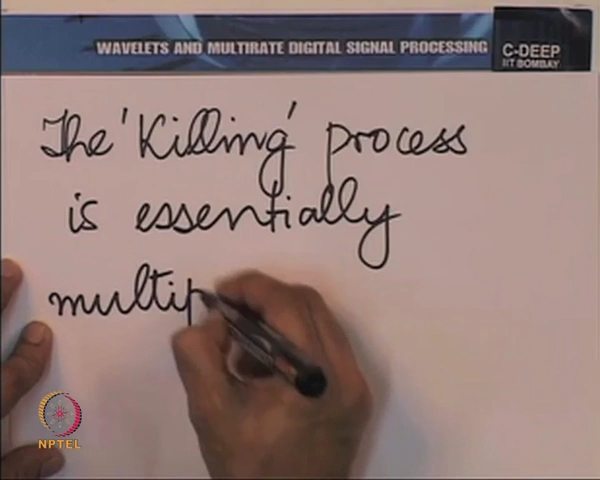 WAVELETS AND MULTIRATE DIGITAL SIGNAL PROCESSING
C-DEEP
IIT BOMBAY
The 'Killing' process
is essentially
multip
NPTEL